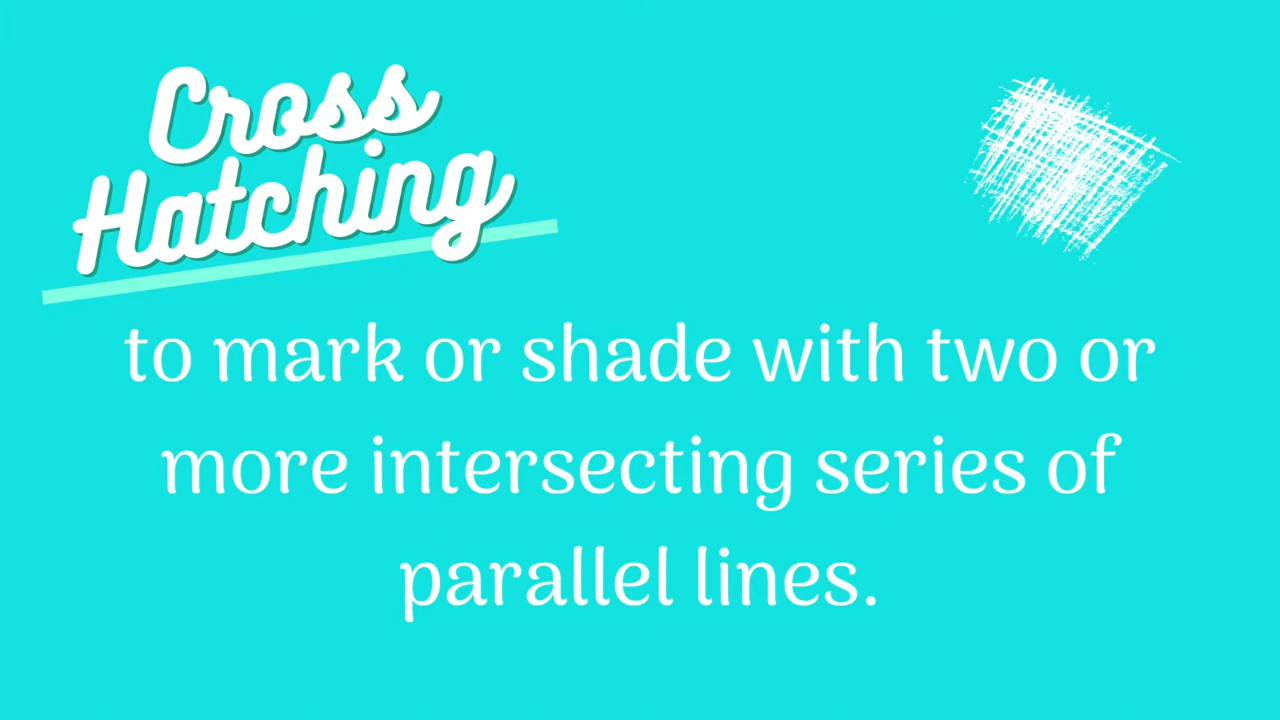 Cross
Hatching
to mark or shade with two or
more intersecting series of
parallel lines.